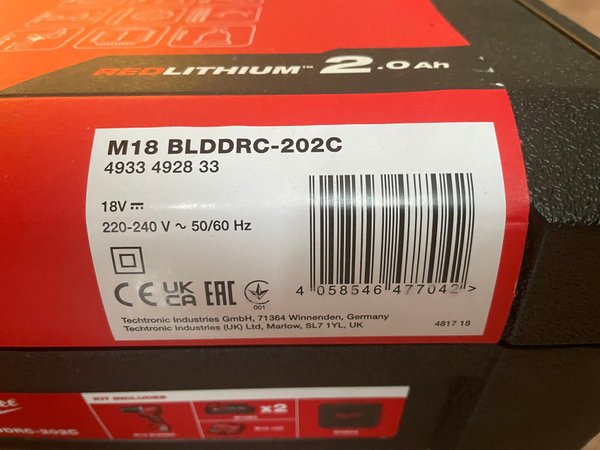 REDLITHIUM™ 2.0 Ah
M18 BLDDRC-202C
4933 4928 33
18V ⎓
220-240 V ~ 50/60 Hz
CE UK CA EAC 001
4 058546 477042 >
Techtronic Industries GmbH, 71364 Winnenden, Germany
Techtronic Industries (UK) Ltd, Marlow, SL7 1YL, UK
4817 18
KIT INCLUDES
x2
DDRC-202C